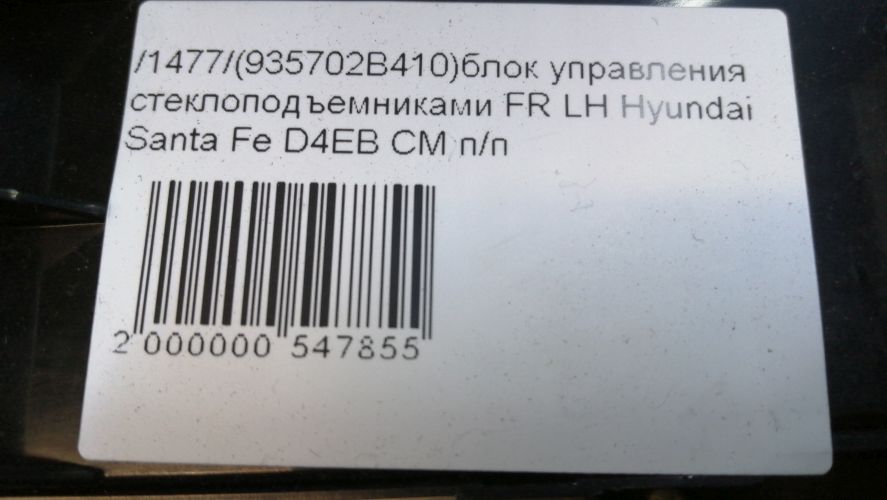 /1477/(935702B410)блок управления
стеклоподъемниками FR LH Hyundai
Santa Fe D4EB CM п/п
2 000000 547855